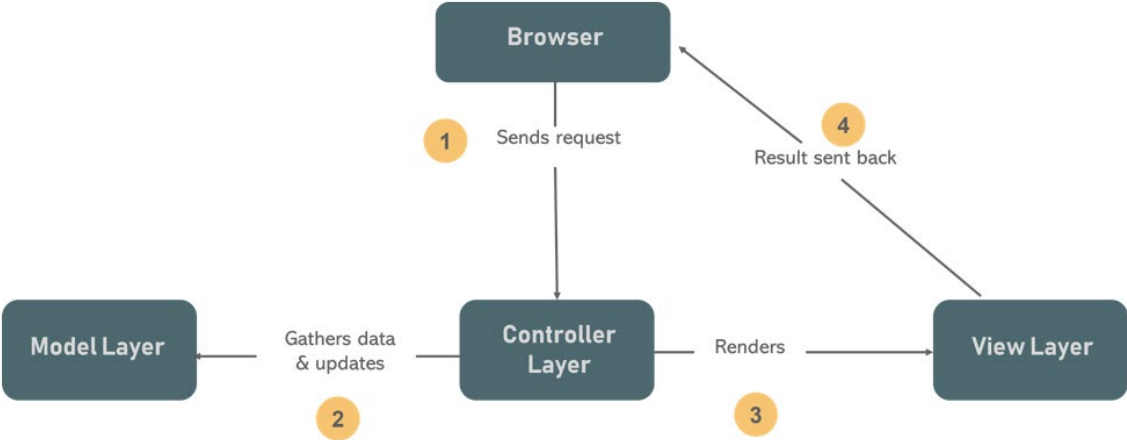 Browser
1
Sends request
4
Result sent back
Model Layer
Gathers data
& updates
2
Controller
Layer
Renders
3
View Layer